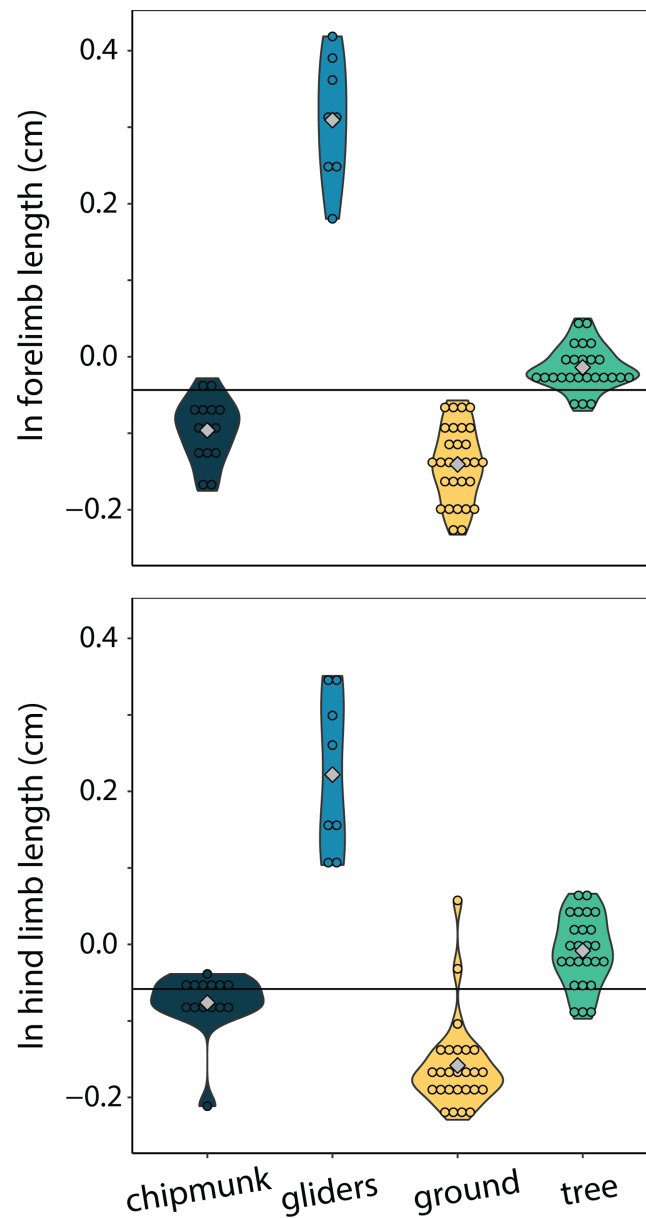 ln forelimb length (cm)
0.4
0.2
0.0
−0.2
ln hind limb length (cm)
0.4
0.2
0.0
−0.2
chipmunk gliders ground tree